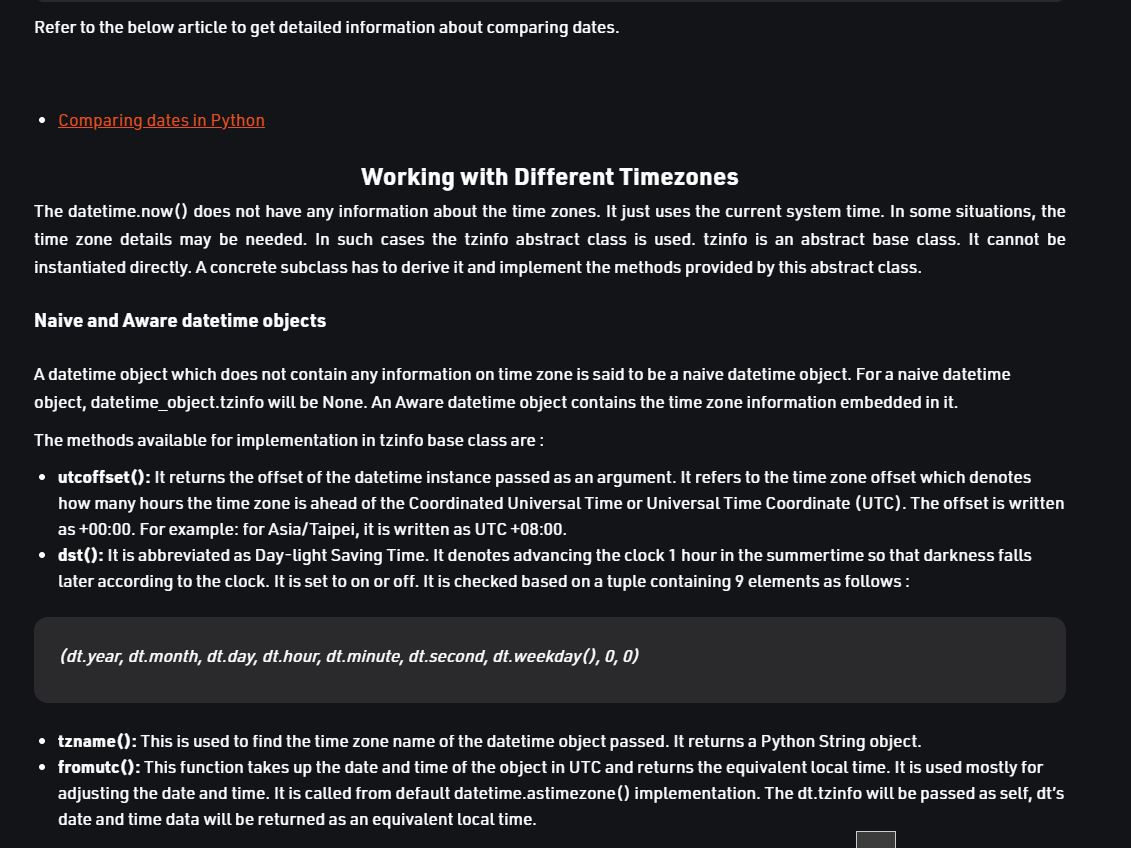 Refer to the below article to get detailed information about comparing dates.
Comparing dates in Python
Working with Different Timezones
The datetime.now() does not have any information about the time zones. It just uses the current system time. In some situations, the
time zone details may be needed. In such cases the tzinfo abstract class is used. tzinfo is an abstract base class. It cannot be
instantiated directly. A concrete subclass has to derive it and implement the methods provided by this abstract class.
Naive and Aware datetime objects
A datetime object which does not contain any information on time zone is said to be a naive datetime object. For a naive datetime
object, datetime_object.tzinfo will be None. An Aware datetime object contains the time zone information embedded in it.
The methods available for implementation in tzinfo base class are :
• utcoffset(): It returns the offset of the datetime instance passed as an argument. It refers to the time zone offset which denotes
how many hours the time zone is ahead of the Coordinated Universal Time or Universal Time Coordinate (UTC). The offset is written
as +00:00. For example: for Asia/Taipei, it is written as UTC +08:00.
• dst(): It is abbreviated as Day-light Saving Time. It denotes advancing the clock 1 hour in the summertime so that darkness falls
later according to the clock. It is set to on or off. It is checked based on a tuple containing 9 elements as follows :
(dt.year, dt.month, dt.day, dt.hour, dt.minute, dt.second, dt.weekday(), 0, 0)
• tzname(): This is used to find the time zone name of the datetime object passed. It returns a Python String object.
• fromutc(): This function takes up the date and time of the object in UTC and returns the equivalent local time. It is used mostly for
adjusting the date and time. It is called from default datetime.astimezone() implementation. The dt.tzinfo will be passed as self, dt's
date and time data will be returned as an equivalent local time.